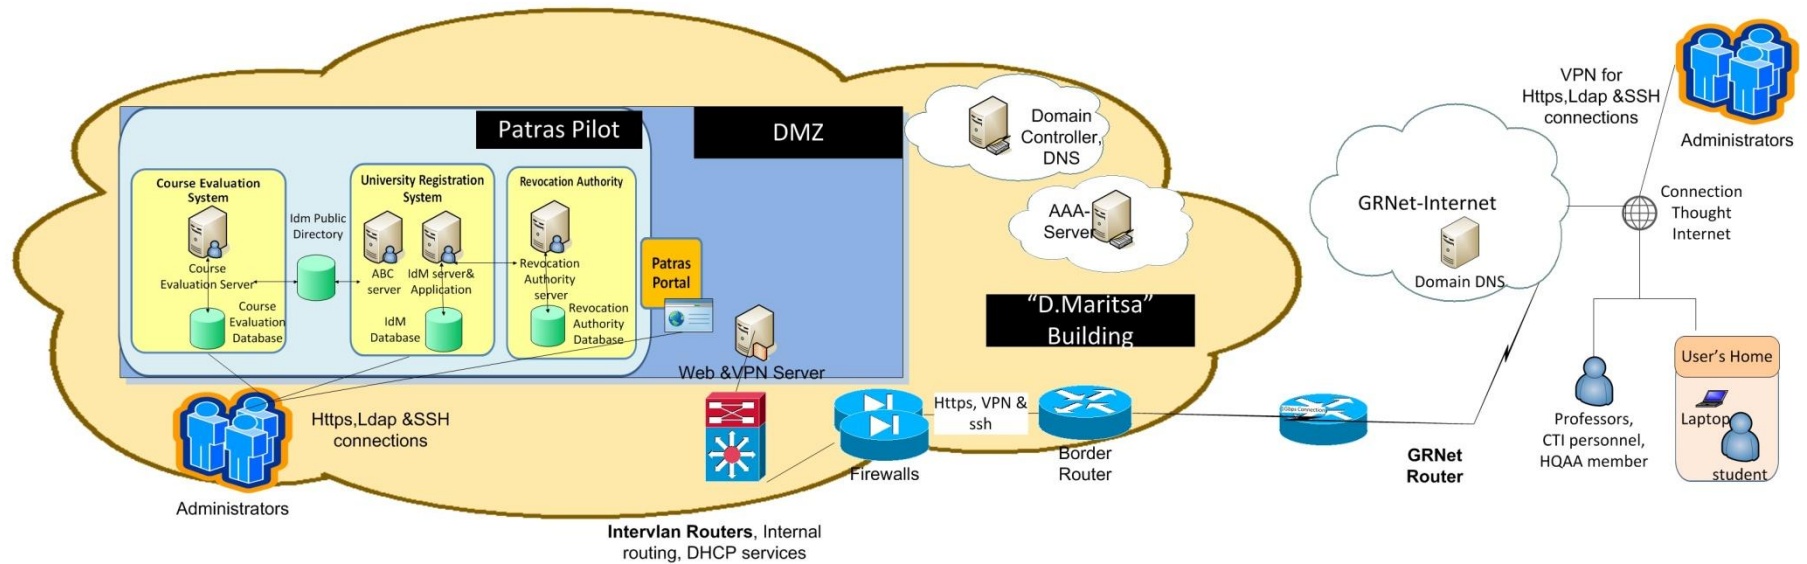 Patras Pilot
DMZ
Course Evaluation
System
Idm Public
Directory
Course
Evaluation Server
Course
Evaluation
Database
University Registration
System
ABC
server
IdM server&
Application
IdM
Database
Revocation Authority
Revocation
Authority
server
Revocation
Authority
Database
Patras
Portal
Web &VPN Server
Domain
Controller,
DNS
AAA-
Server
"D.Maritsa"
Building
Administrators
Https,Ldap &SSH
connections
Intervlan Routers, Internal
routing, DHCP services
Firewalls
Https, VPN &
ssh
Border
Router
GRNet
Router
GRNet-Internet
Domain DNS
VPN for
Https,Ldap &SSH
connections
Administrators
Connection
Thought
Internet
Professors,
CTI personnel,
HQAA member
User's Home
Laptop
student